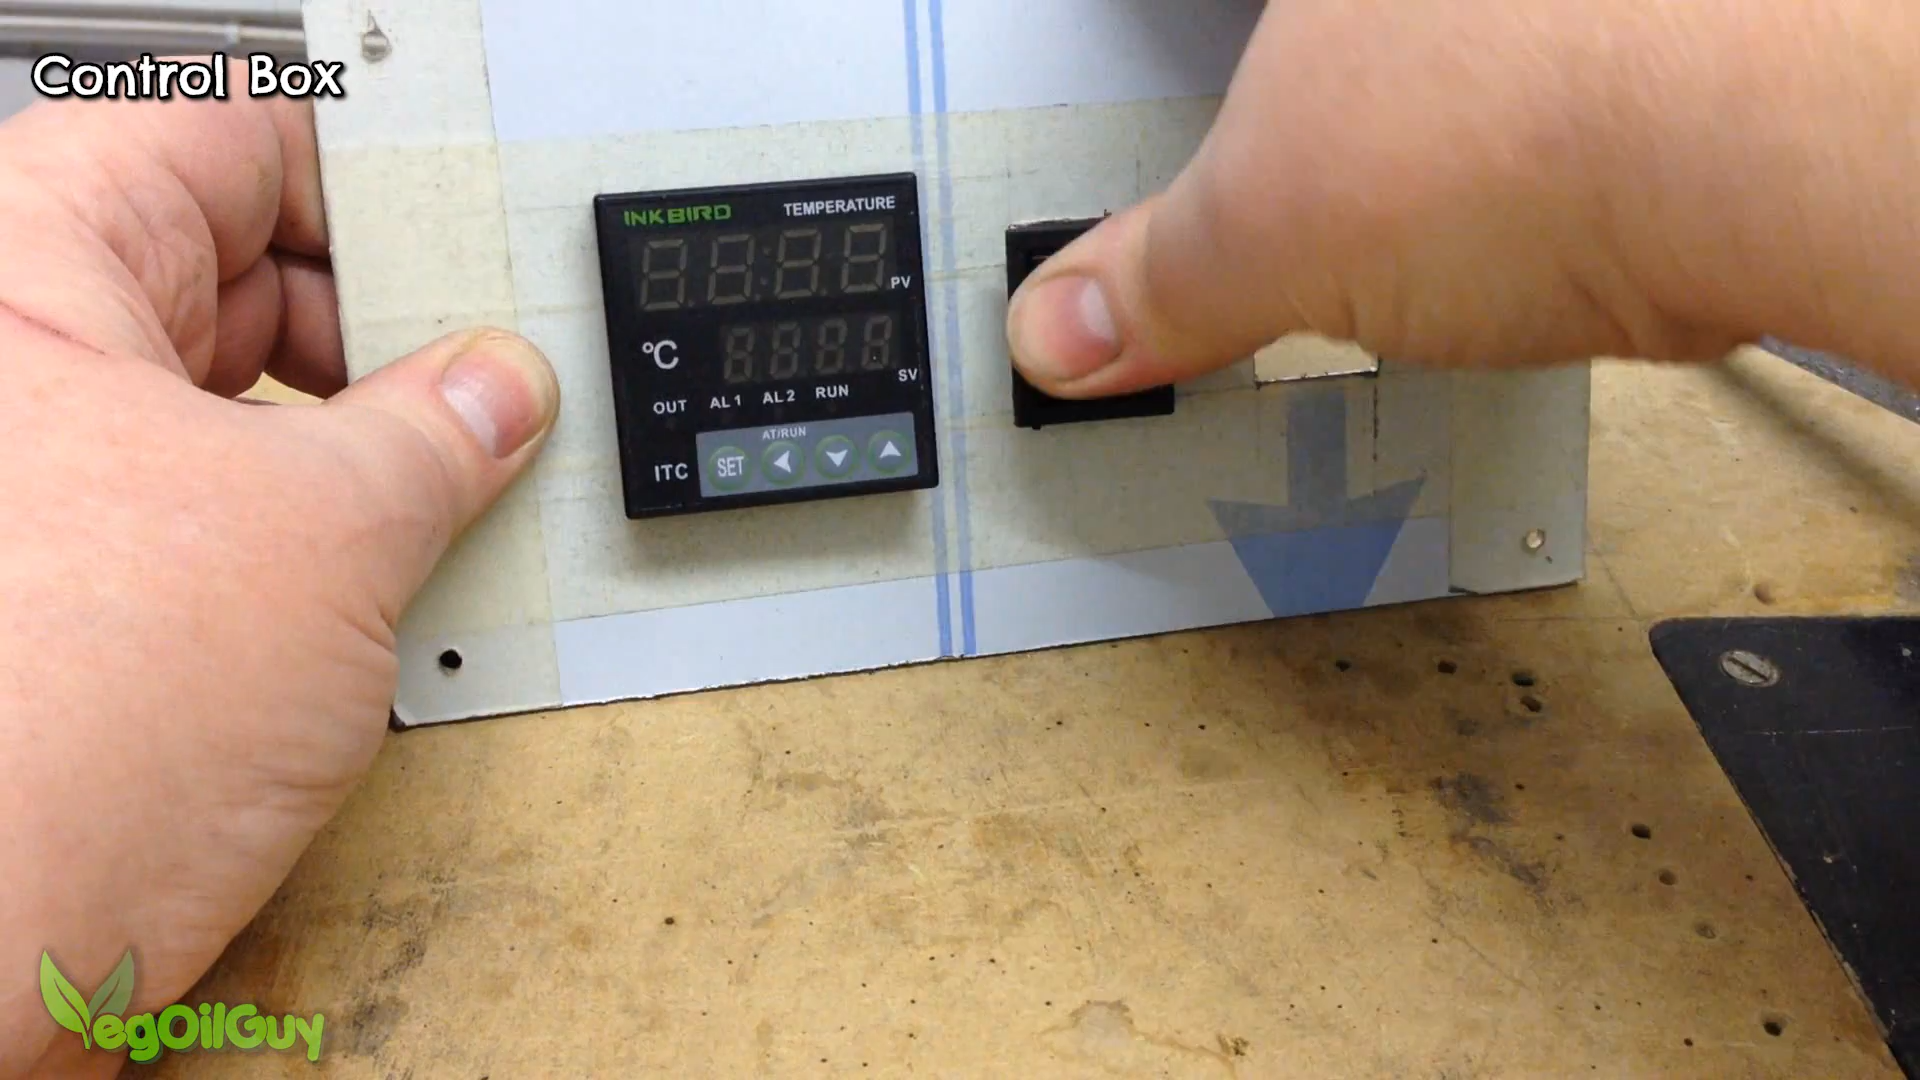 Control Box
INKBIRD TEMPERATURE
PV
°C
SV
OUT AL1 AL2 RUN
AT/RUN
ITC SET
VegOilGuy